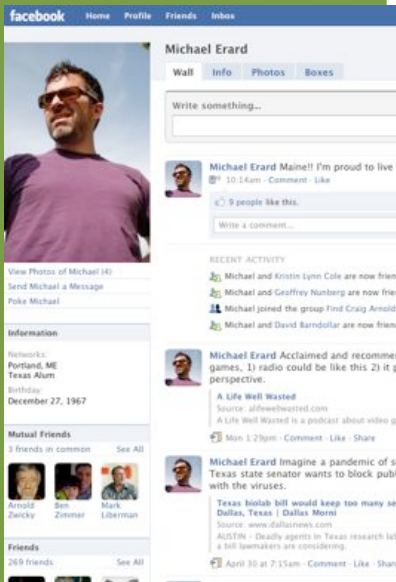 facebook Home Profile Friends Inbox
Michael Erard
Wall Info Photos Boxes
Write something...
Michael Erard Maine!! I'm proud to live
10:14am - Comment - Like
9 people like this.
Write a comment...
RECENT ACTIVITY
Michael and Kristin Lynn Cole are now frien
Michael and Geoffrey Nunberg are now frien
Michael joined the group Find Craig Arnold
Michael and David Barndollar are now frien
Michael Erard Acclaimed and recommen
games, 1) radio could be like this 2) it p
perspective.
A Life Well Wasted
Source: alifewellwasted.com
A Life Well Wasted is a podcast about video g
Mon 1:29pm - Comment - Like - Share
Michael Erard Imagine a pandemic of s
Texas state senator wants to block publ
with the viruses.
Texas biolab bill would keep too many se
Dallas, Texas | Dallas Morni
Source: www.dallasnews.com
AUSTIN - Deadly agents in Texas research lab
a bill lawmakers are considering.
April 30 at 7:15am - Comment - Like - Shar
View Photos of Michael (4)
Send Michael a Message
Poke Michael
Information
Networks:
Portland, ME
Texas Alum
Birthday:
December 27, 1967
Mutual Friends
3 friends in common See All
Arnold Zwicky
Ben Zimmer
Mark Liberman
Friends
269 friends See All